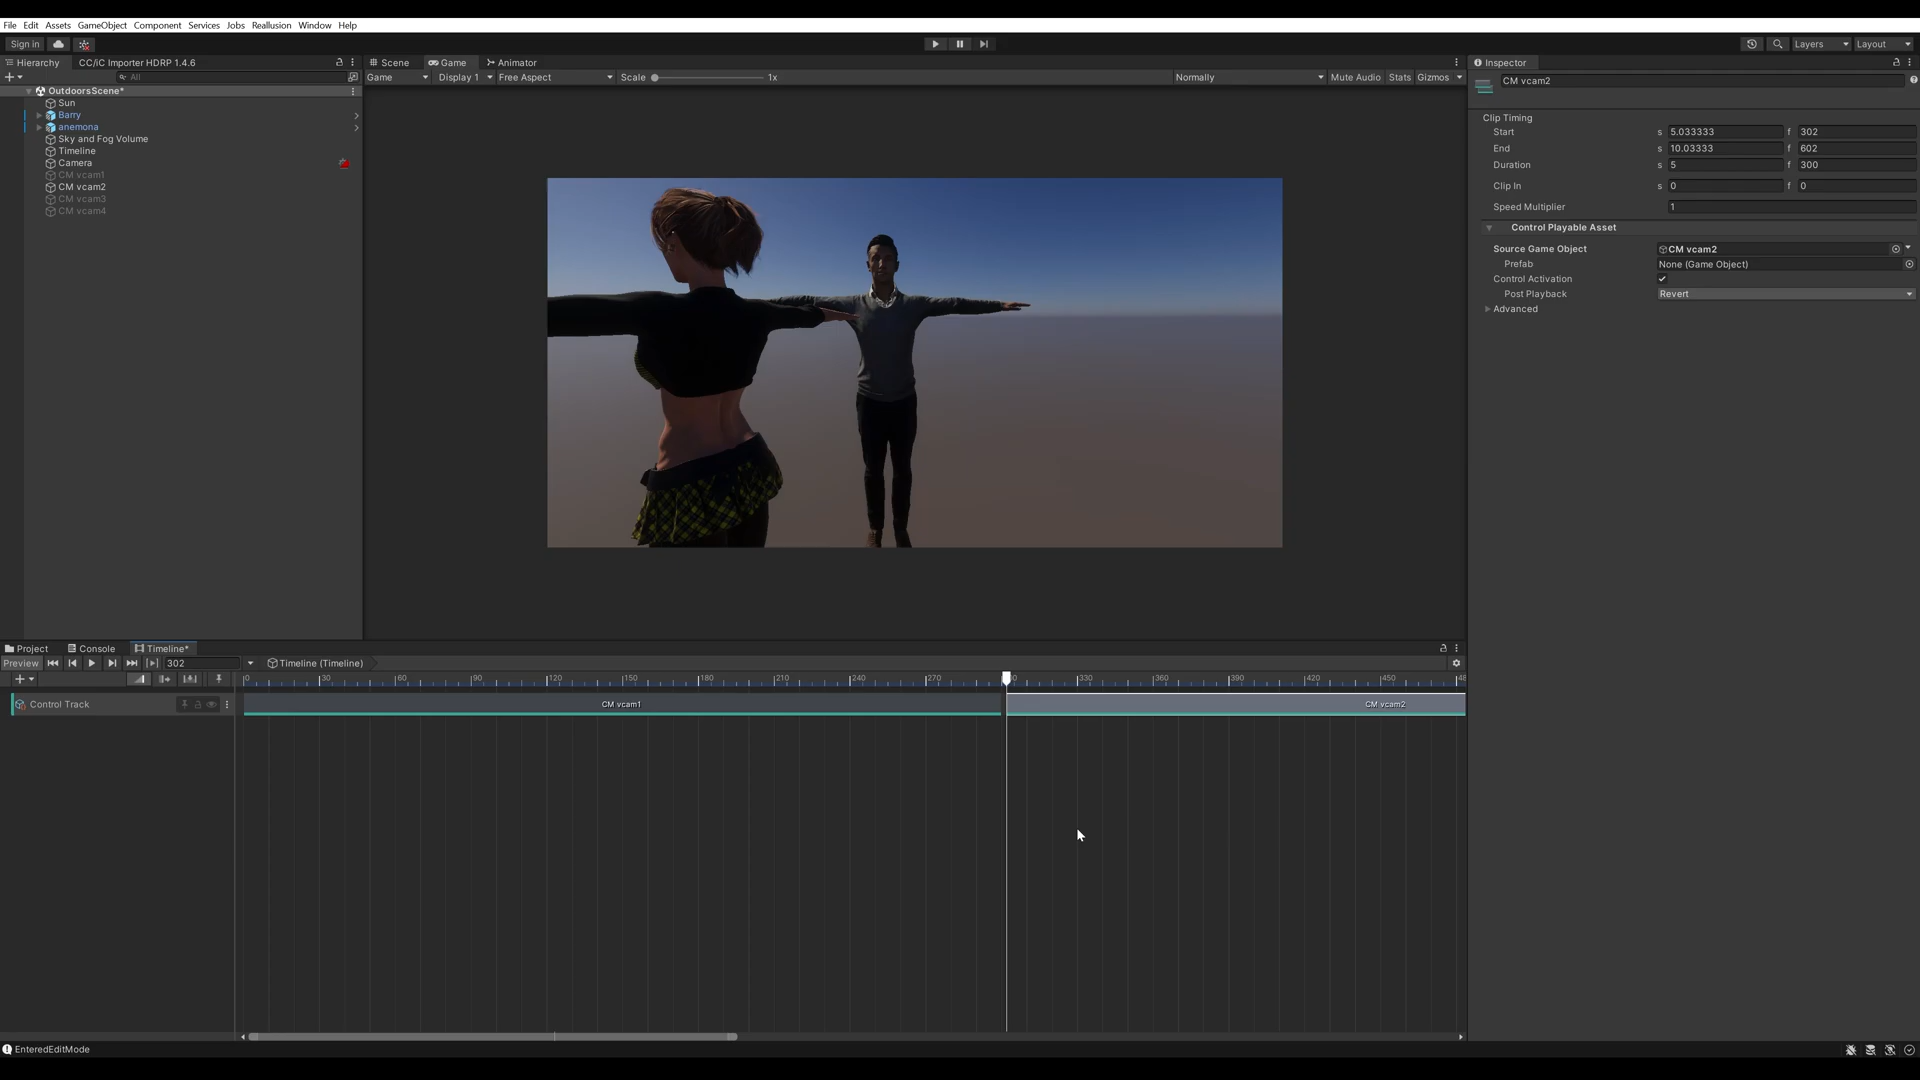 File Edit Assets GameObject Component Services Jobs Reallusion Window Help
Sign in Layers Layout
Hierarchy CC/iC Importer HDRP 1.4.6
All
OutdoorsScene*
Sun
Barry
anemona
Sky and Fog Volume
Timeline
Camera
CM vcam1
CM vcam2
CM vcam3
CM vcam4
Scene Game Animator
Game Display 1 Free Aspect Scale 1x Normally Mute Audio Stats Gizmos
Inspector
CM vcam2
Clip Timing
Start s 5.033333 f 302
End s 10.03333 f 602
Duration s 5 f 300
Clip In s 0 f 0
Speed Multiplier 1
Control Playable Asset
Source Game Object CM vcam2
Prefab None (Game Object)
Control Activation
Post Playback Revert
Advanced
Project Console Timeline*
Preview 302 Timeline (Timeline)
0 30 60 90 120 150 180 210 240 270 330 360 390 420 450
Control Track CM vcam1 CM vcam2
EnteredEditMode